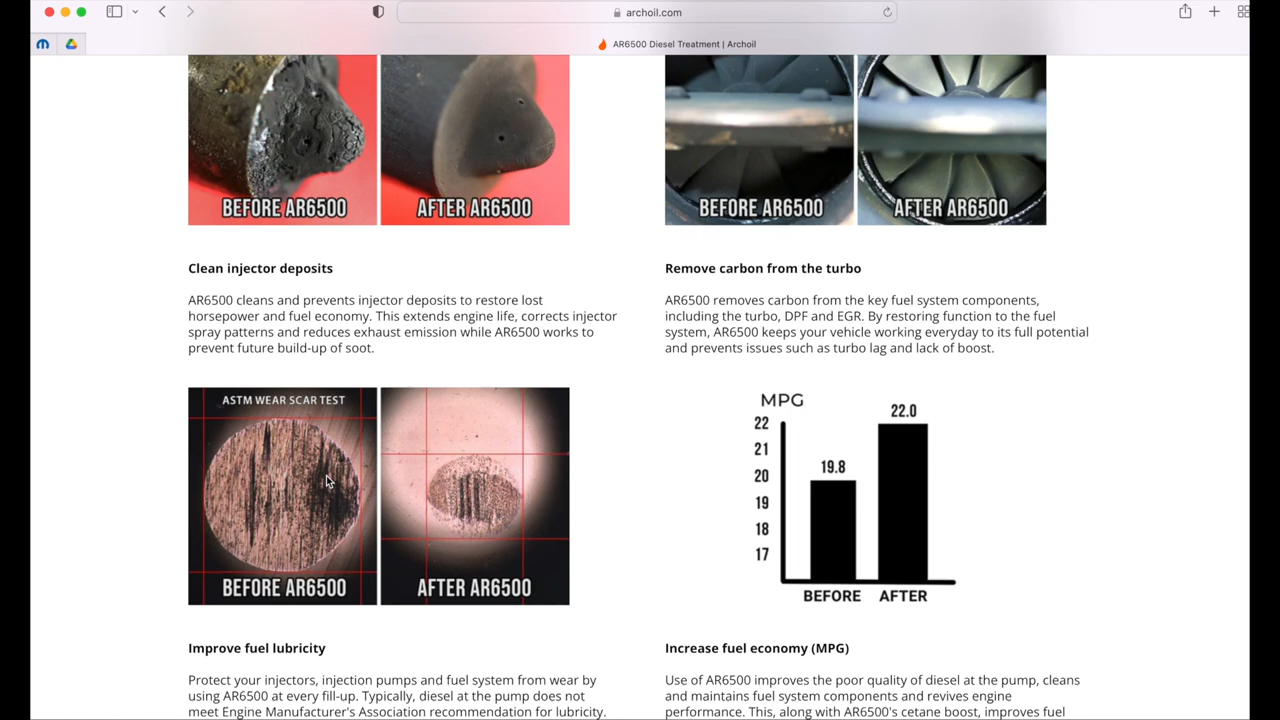 archoil.com
AR6500 Diesel Treatment | Archoil
BEFORE AR6500
AFTER AR6500
BEFORE AR6500
AFTER AR6500
Clean injector deposits
AR6500 cleans and prevents injector deposits to restore lost
horsepower and fuel economy. This extends engine life, corrects injector
spray patterns and reduces exhaust emission while AR6500 works to
prevent future build-up of soot.
Remove carbon from the turbo
AR6500 removes carbon from the key fuel system components,
including the turbo, DPF and EGR. By restoring function to the fuel
system, AR6500 keeps your vehicle working everyday to its full potential
and prevents issues such as turbo lag and lack of boost.
ASTM WEAR SCAR TEST
BEFORE AR6500
AFTER AR6500
MPG
22
21
20
19
18
17
19.8
22.0
BEFORE
AFTER
Improve fuel lubricity
Protect your injectors, injection pumps and fuel system from wear by
using AR6500 at every fill-up. Typically, diesel at the pump does not
meet Engine Manufacturer's Association recommendation for lubricity.
Increase fuel economy (MPG)
Use of AR6500 improves the poor quality of diesel at the pump, cleans
and maintains fuel system components and revives engine
performance. This, along with AR6500's cetane boost, improves fuel